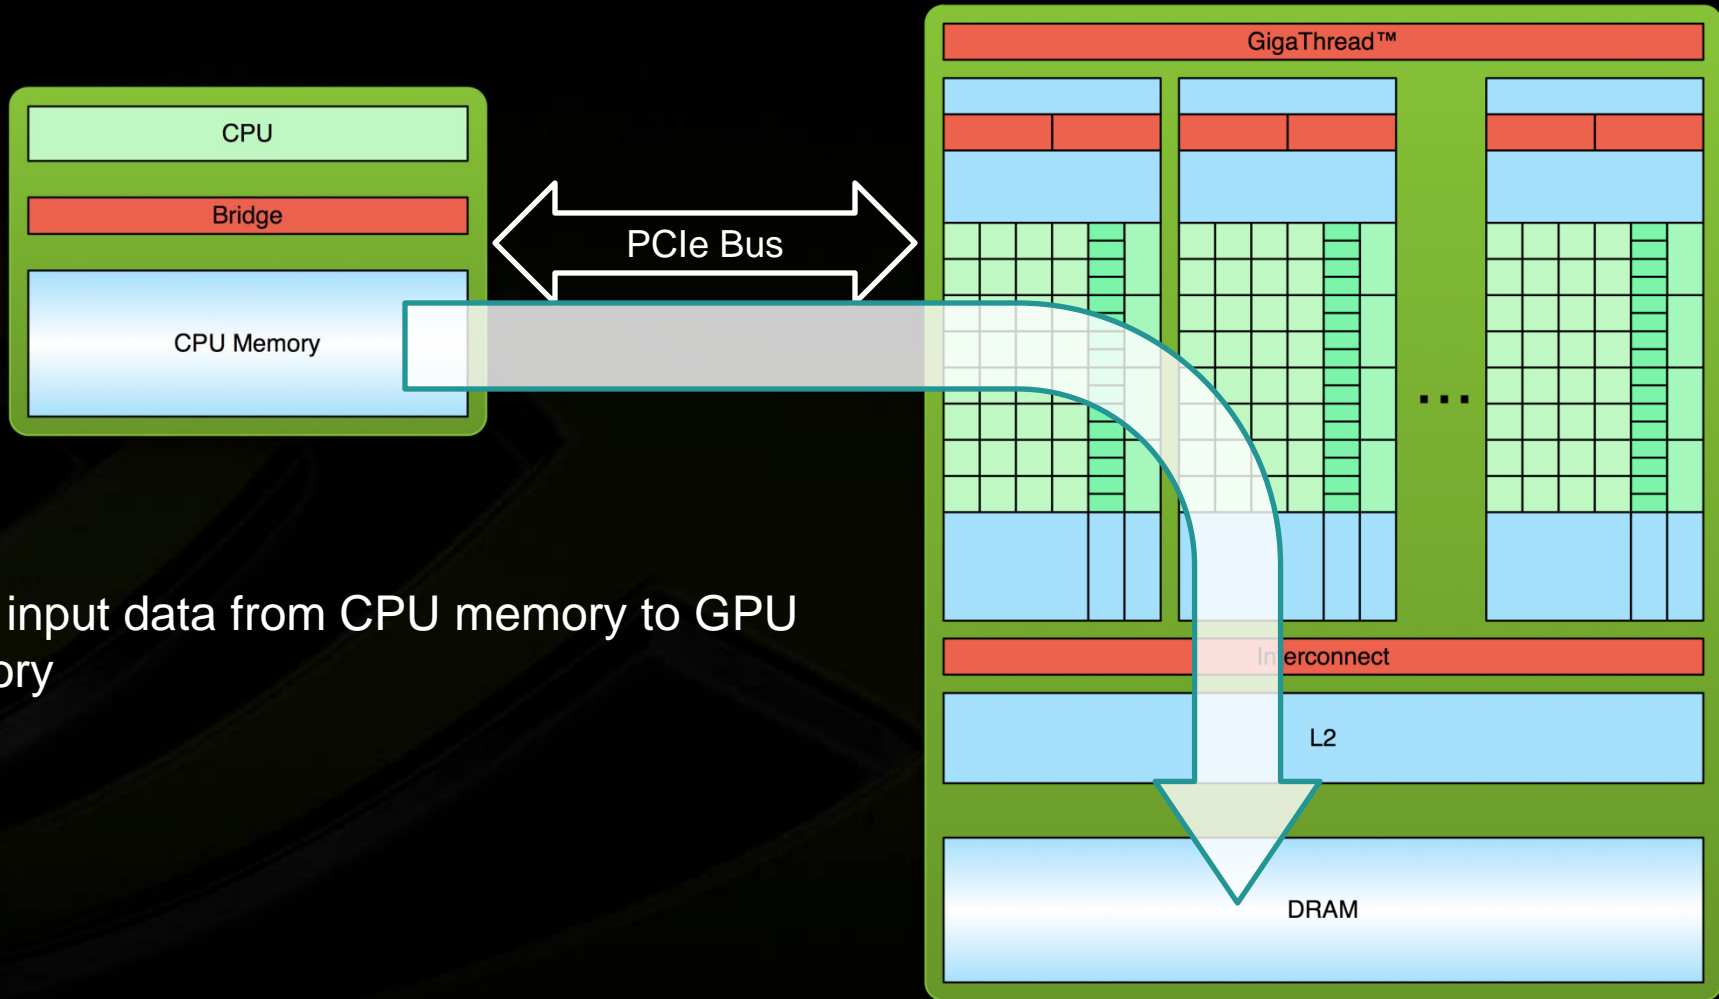 GigaThread™
CPU
Bridge
PCIe Bus
CPU Memory
...
input data from CPU memory to GPU
ory
Interconnect
L2
DRAM